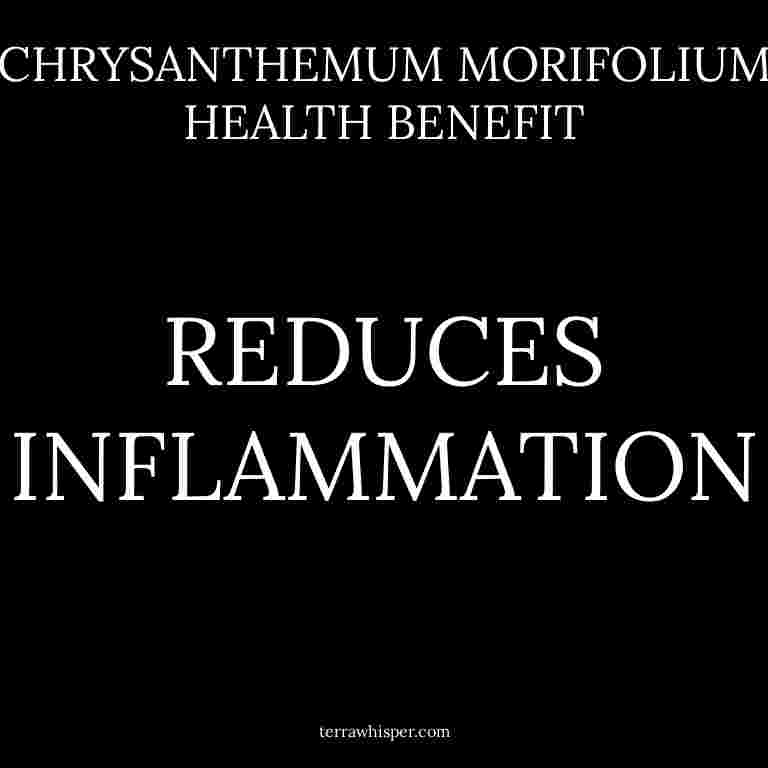 CHRYSANTHEMUM MORIFOLIUM
HEALTH BENEFIT
REDUCES
INFLAMMATION
terrawhisper.com